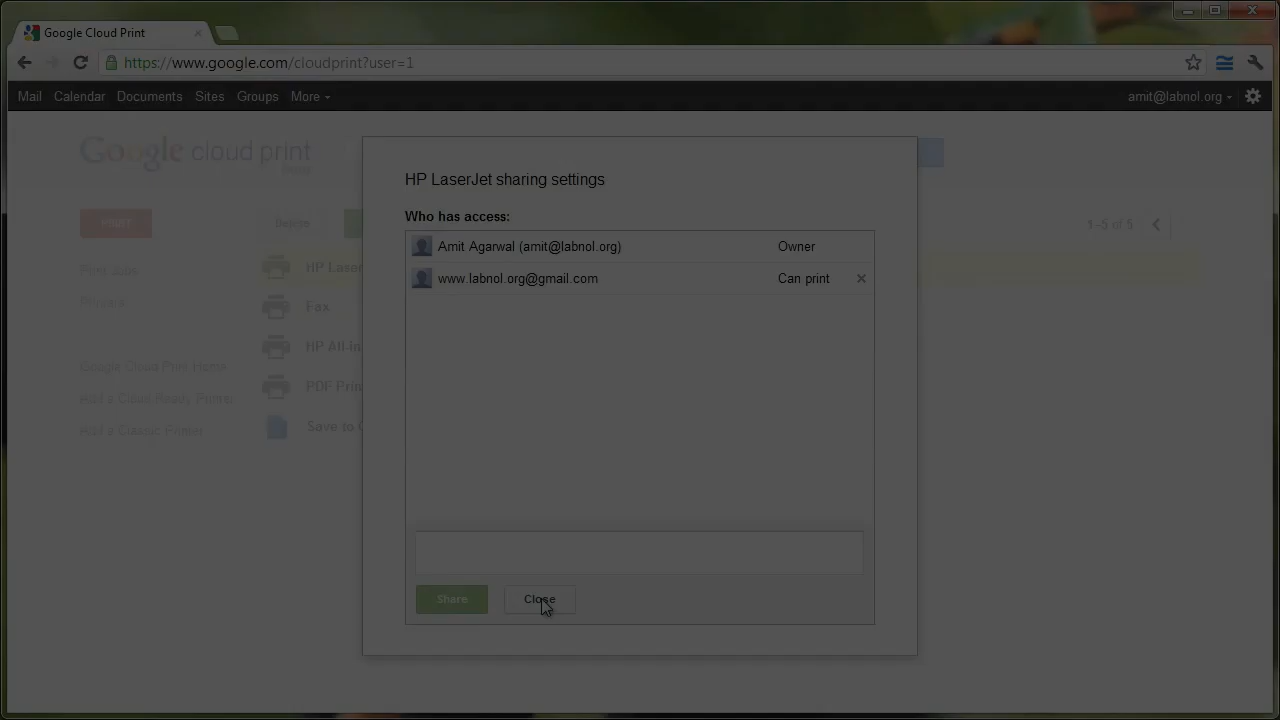 Google Cloud Print
https://www.google.com/cloudprint?user=1
Mail Calendar Documents Sites Groups More
amit@labnol.org
Google cloud print
beta
HP LaserJet sharing settings
Who has access:
Amit Agarwal (amit@labnol.org) Owner
www.labnol.org@gmail.com Can print
Share Close
PRINT
Print Jobs
Printers
Google Cloud Print Home
Add a Cloud Ready Printer
Add a Classic Printer
Delete
1-5 of 5
HP Laser
Fax
HP All-in
PDF Prin
Save to